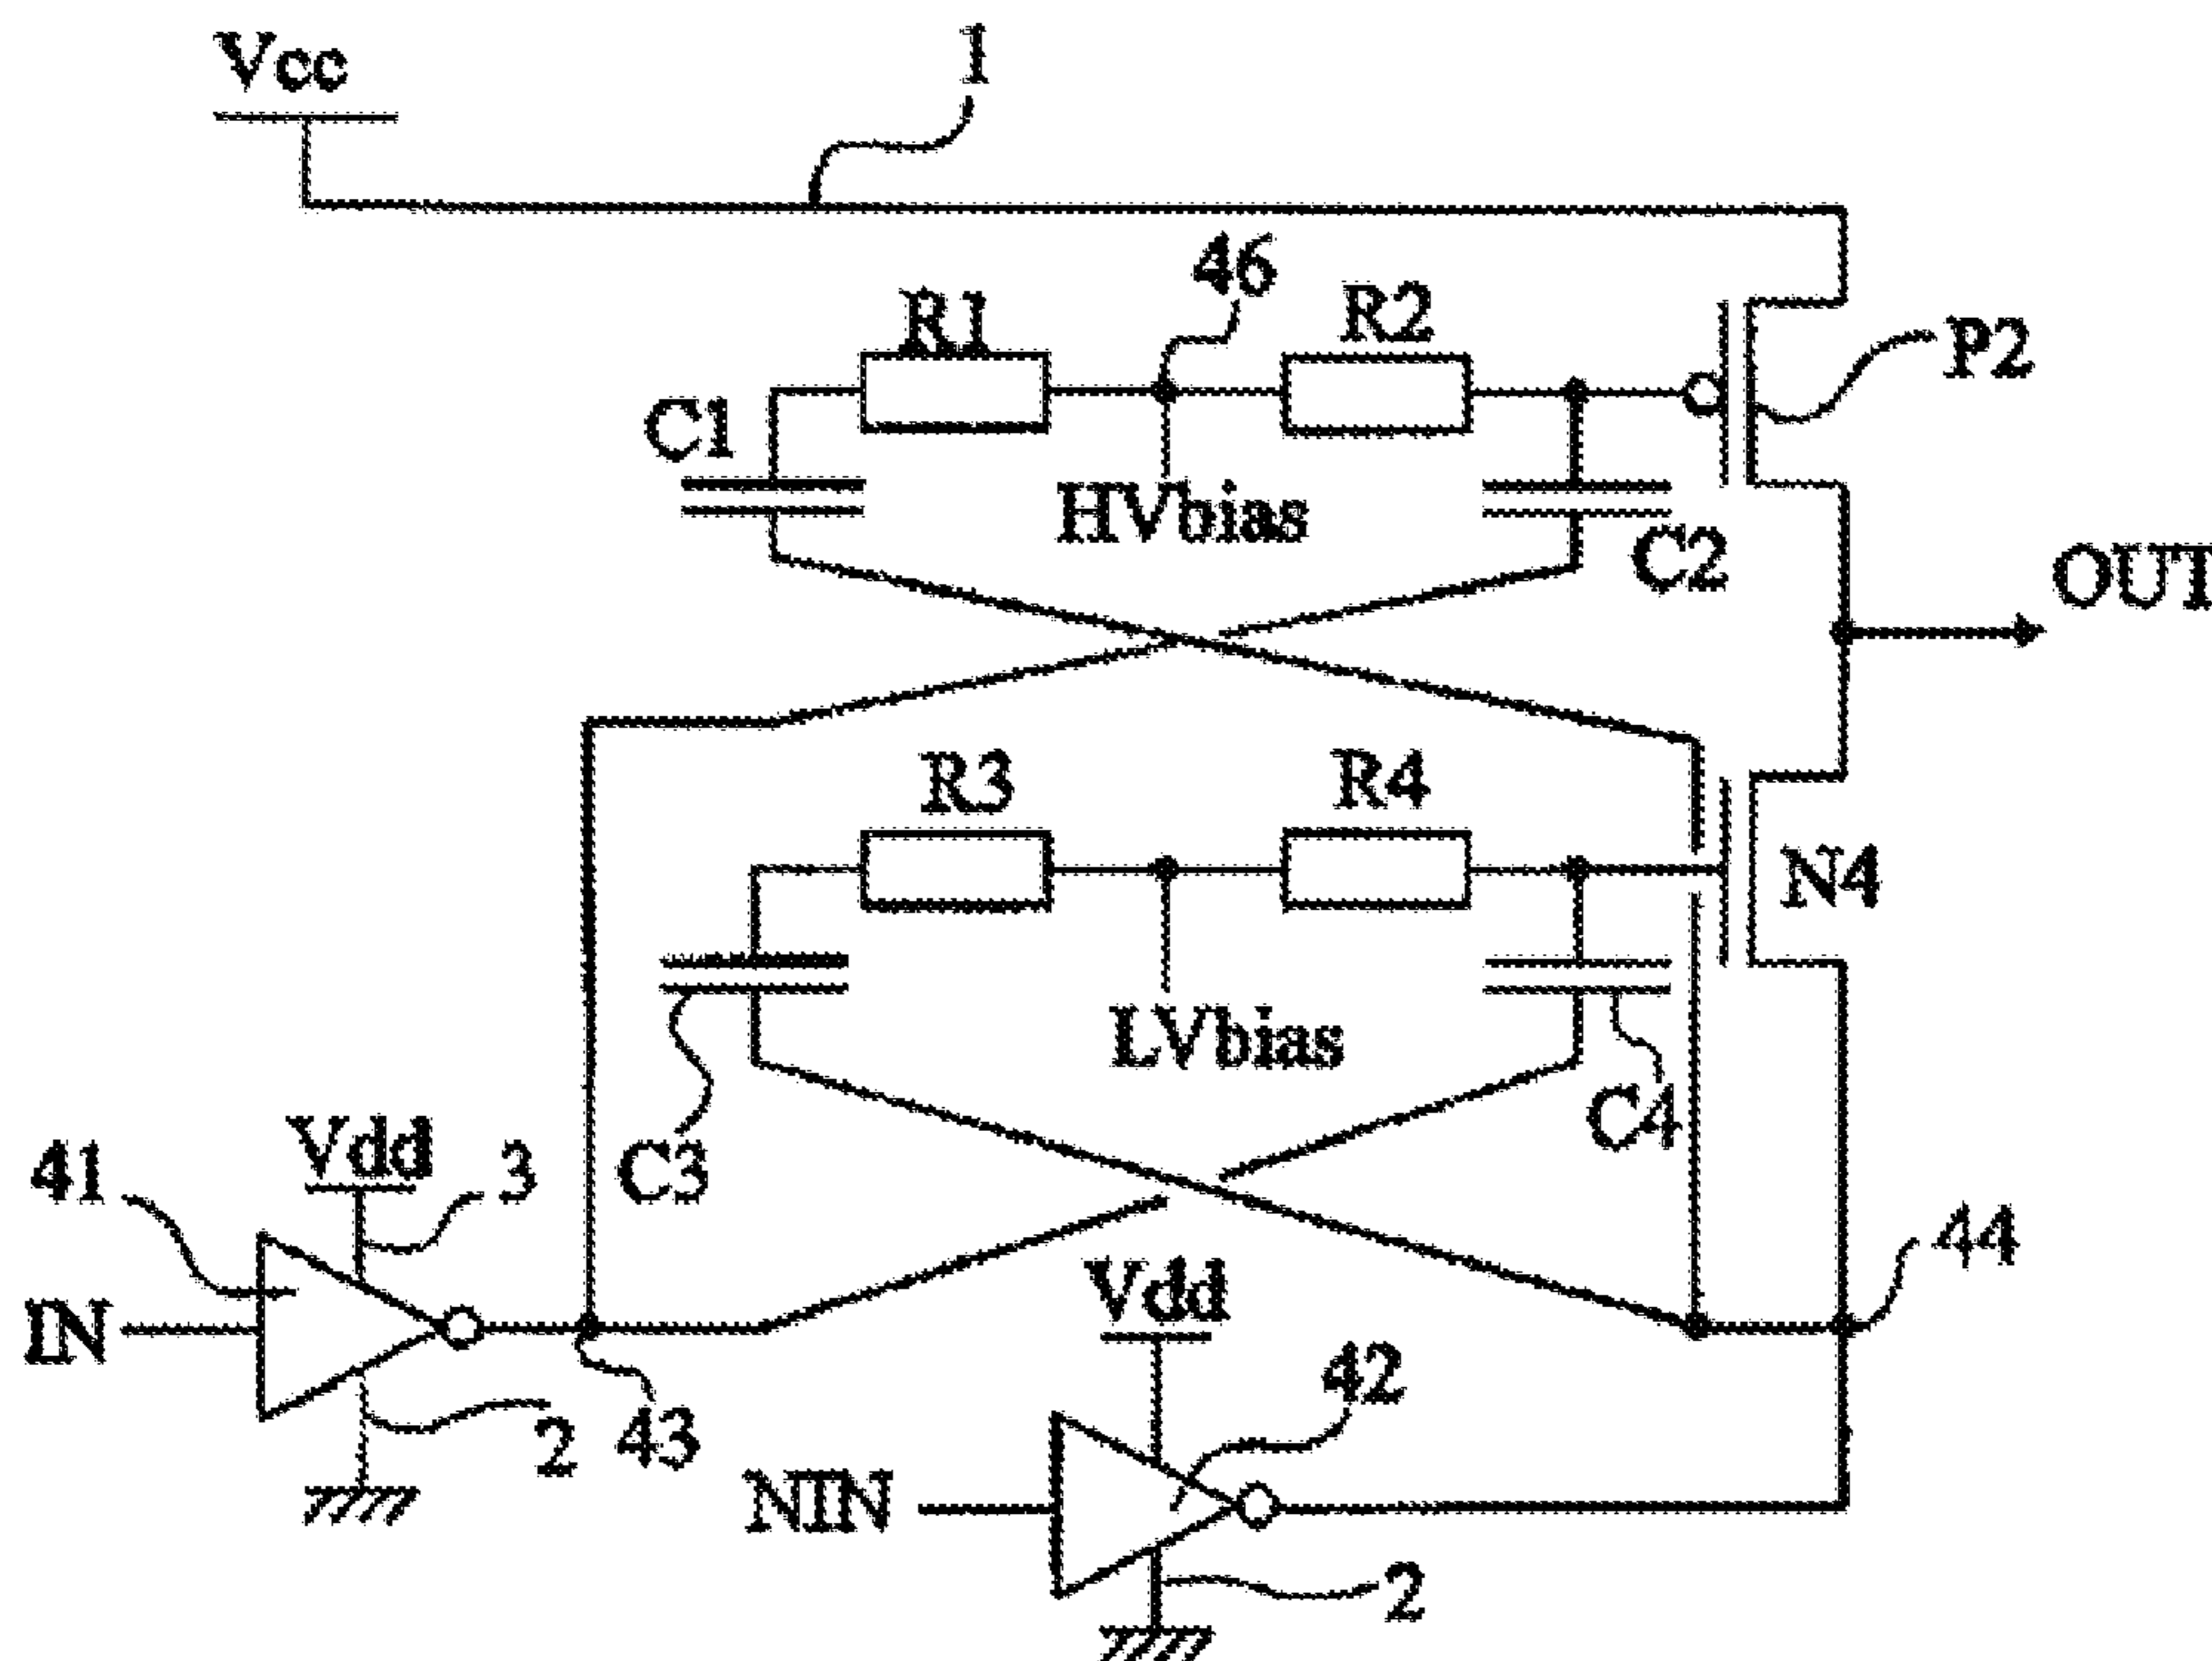 Vcc
1
46
R1
R2
P2
C1
HVbias
C2
OUT
R3
R4
N4
LVbias
C3
C4
41
Vdd
3
44
IN
Vdd
42
2
43
NIN
2